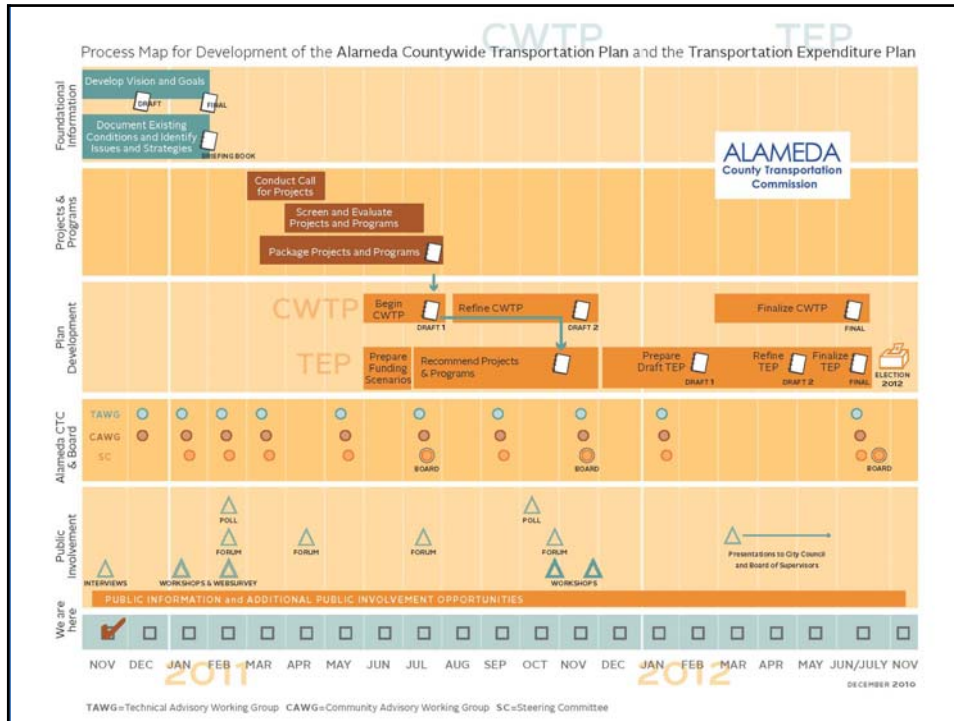 CWTP TEP
Process Map for Development of the Alameda Countywide Transportation Plan and the Transportation Expenditure Plan
Foundational
Information
Develop Vision and Goals
DRAFT
FINAL
Document Existing
Conditions and Identify
Issues and Strategies
BRIEFING BOOK
ALAMEDA
County Transportation
Commission
Projects &
Programs
Conduct Call
for Projects
Screen and Evaluate
Projects and Programs
Package Projects and Programs
Plan
Development
CWTP
Begin
CWTP
DRAFT 1
Refine CWTP
DRAFT 2
Finalize CWTP
FINAL
TEP
Prepare
Funding
Scenarios
Recommend Projects
& Programs
Prepare
Draft TEP
DRAFT 1
Refine
TEP
DRAFT 2
Finalize
TEP
FINAL
ELECTION
2012
Alameda CTC
& Board
TAWG
CAWG
SC
BOARD
BOARD
BOARD
Public
Involvement
POLL
POLL
FORUM
FORUM
FORUM
FORUM
Presentations to City Council
and Board of Supervisors
INTERVIEWS
WORKSHOPS & WEBSURVEY
WORKSHOPS
PUBLIC INFORMATION and ADDITIONAL PUBLIC INVOLVEMENT OPPORTUNITIES
We are
here
NOV DEC JAN FEB MAR APR MAY JUN JUL AUG SEP OCT NOV DEC JAN FEB MAR APR MAY JUN/JULY NOV
2011 2012
DECEMBER 2010
TAWG=Technical Advisory Working Group CAWG=Community Advisory Working Group SC=Steering Committee